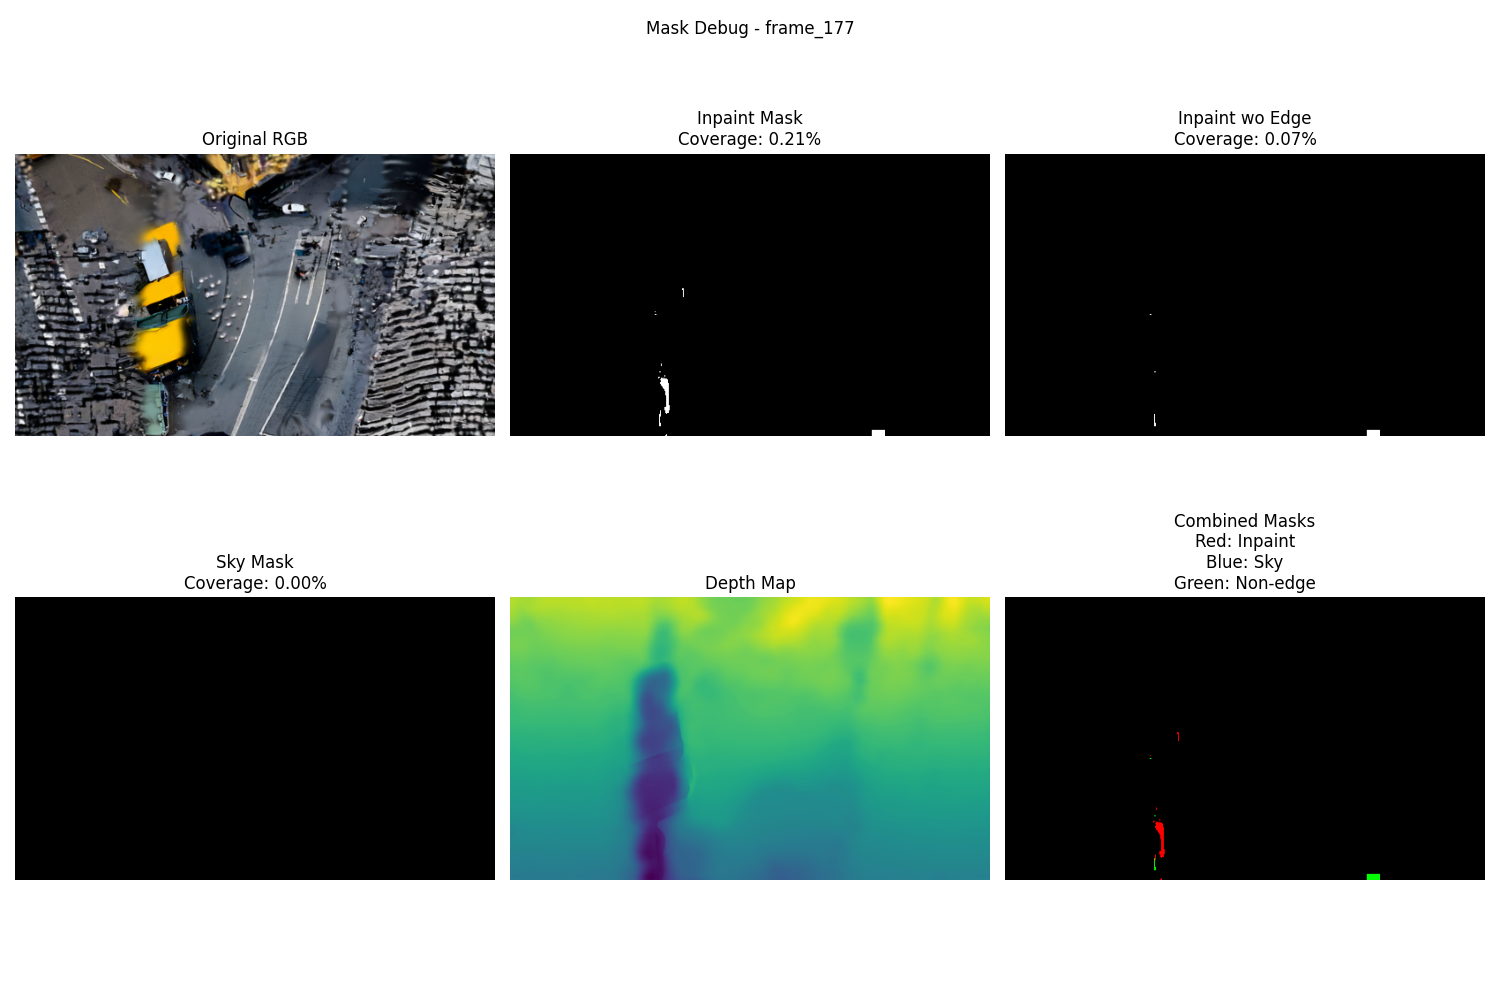 Mask Debug - frame_177
Original RGB
Inpaint Mask
Coverage: 0.21%
Inpaint wo Edge
Coverage: 0.07%
Sky Mask
Coverage: 0.00%
Depth Map
Combined Masks
Red: Inpaint
Blue: Sky
Green: Non-edge